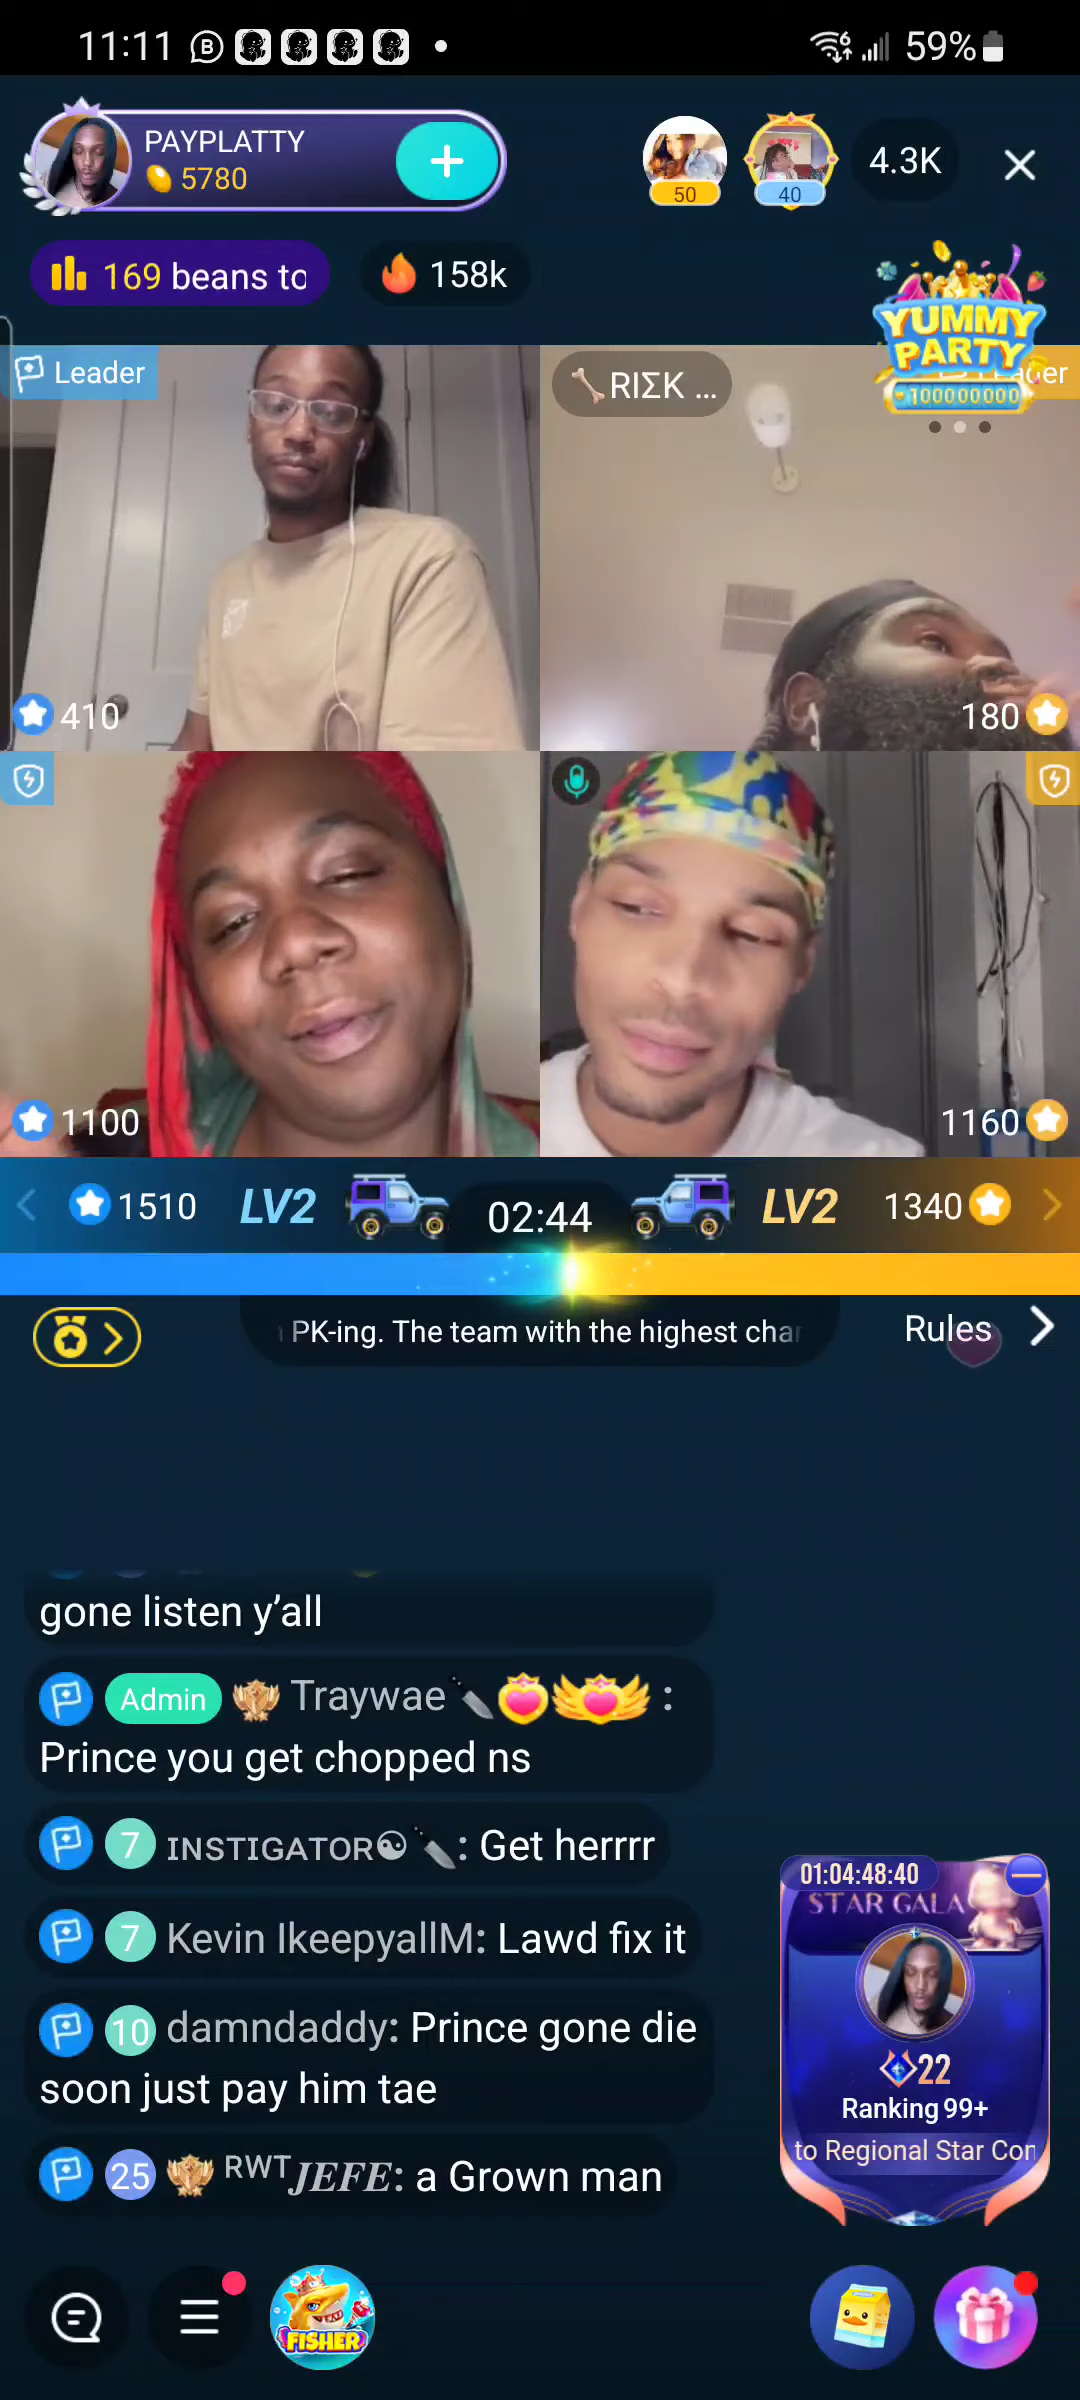 11:11
59%
PAYPLATTY
5780
50
40
4.3K
169 beans to
158k
YUMMY
PARTY
100000000
Leader
RIΣK ...
410
180
1100
1160
1510
LV2
02:44
LV2
1340
PK-ing. The team with the highest char
Rules
gone listen y'all
Admin Traywae :
Prince you get chopped ns
7 INSTIGATOR☯: Get herrrr
7 Kevin IkeepyallM: Lawd fix it
10 damndaddy: Prince gone die
soon just pay him tae
25 RWTJEFE: a Grown man
01:04:48:40
STAR GALA
22
Ranking 99+
to Regional Star Con
FISHER